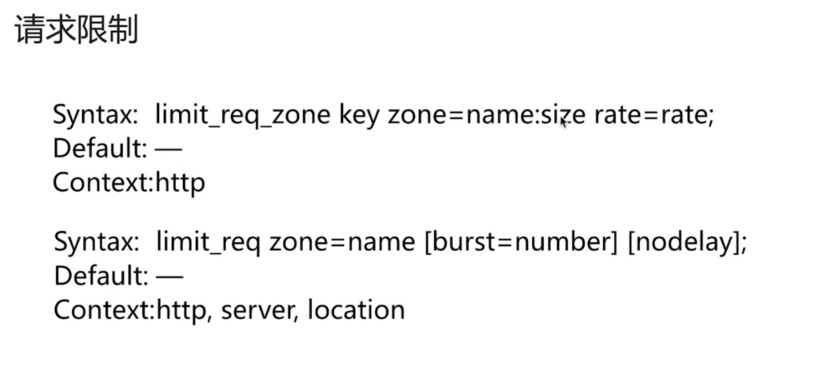 请求限制
Syntax: limit_req_zone key zone=name:size rate=rate;
Default: —
Context:http
Syntax: limit_req zone=name [burst=number] [nodelay];
Default: —
Context:http, server, location